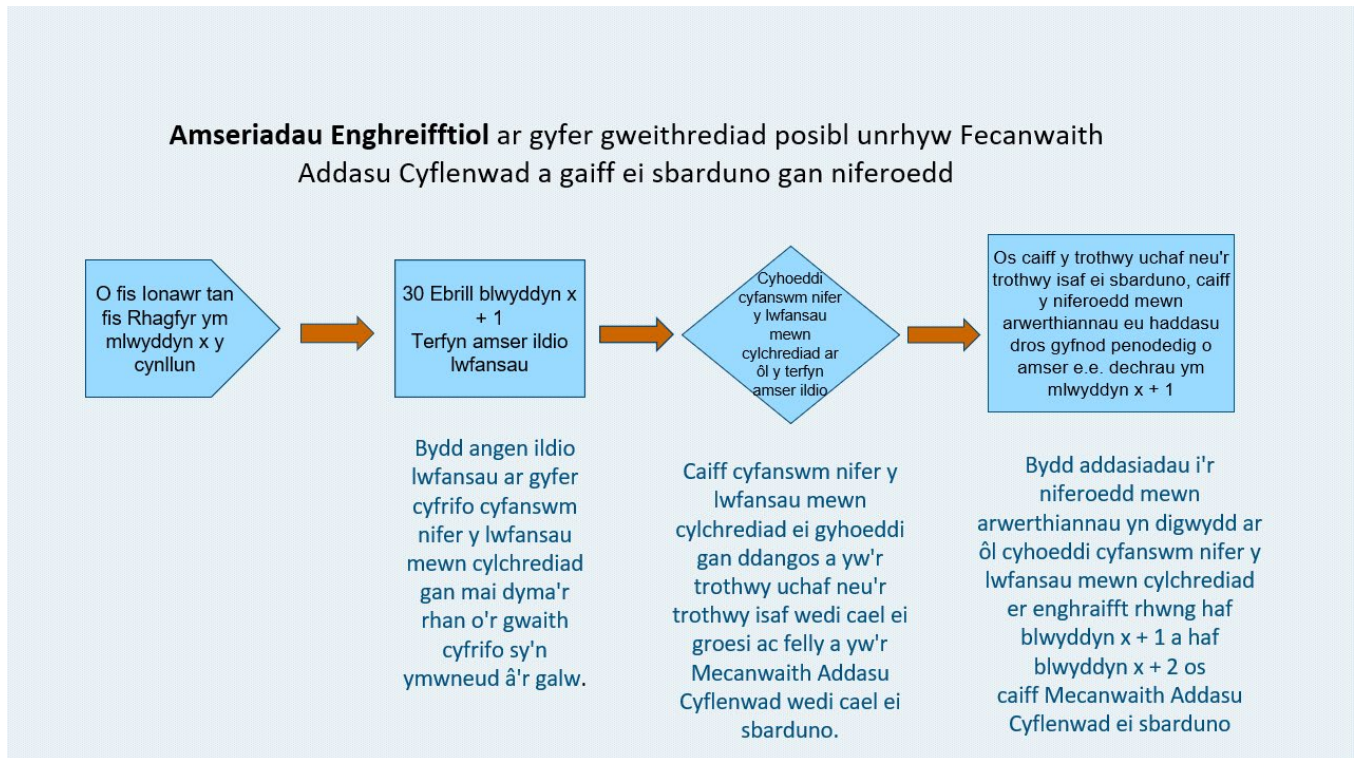 Amseriadau Enghreifftiol ar gyfer gweithrediad posibl unrhyw Fecanwaith
Addasu Cyflenwad a gaiff ei sbarduno gan niferoedd
O fis Ionawr tan
fis Rhagfyr ym
mlwyddyn x y
cynllun
30 Ebrill blwyddyn x
+ 1
Terfyn amser ildio
lwfansau
Cyhoeddi
cyfanswm nifer
y lwfansau
mewn
cylchrediad ar
ôl y terfyn
amser ildio
Os caiff y trothwy uchaf neu'r
trothwy isaf ei sbarduno, caiff
y niferoedd mewn
arwerthiannau eu haddasu
dros gyfnod penodedig o
amser e.e. dechrau ym
mlwyddyn x + 1
Bydd angen ildio
lwfansau ar gyfer
cyfrifo cyfanswm
nifer y lwfansau
mewn cylchrediad
gan mai dyma'r
rhan o'r gwaith
cyfrifo sy'n
ymwneud â'r galw.
Caiff cyfanswm nifer y
lwfansau mewn
cylchrediad ei gyhoeddi
gan ddangos a yw'r
trothwy uchaf neu'r
trothwy isaf wedi cael ei
groesi ac felly a yw'r
Mecanwaith Addasu
Cyflenwad wedi cael ei
sbarduno.
Bydd addasiadau i'r
niferoedd mewn
arwerthiannau yn digwydd ar
ôl cyhoeddi cyfanswm nifer y
lwfansau mewn cylchrediad
er enghraifft rhwng haf
blwyddyn x + 1 a haf
blwyddyn x + 2 os
caiff Mecanwaith Addasu
Cyflenwad ei sbarduno